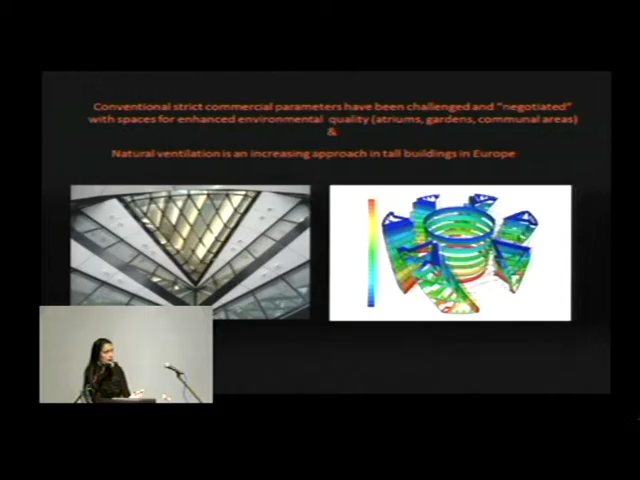 Conventional strict commercial parameters have been challenged and "negotiated"
with spaces for enhanced environmental quality (atriums, gardens, communal areas)
&
Natural ventilation is an increasing approach in tall buildings in Europe